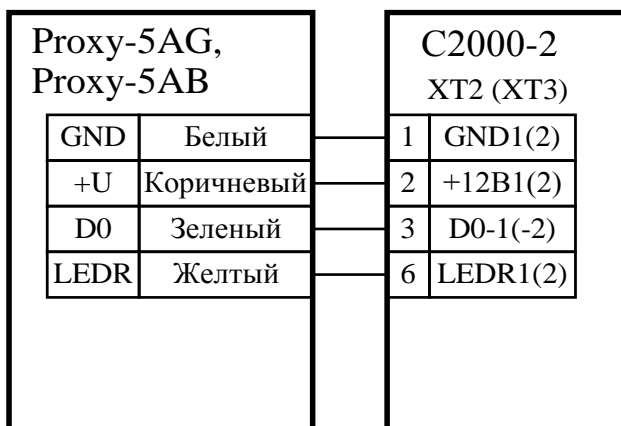 Proxy-5AG,
Proxy-5AB
GND Белый
+U Коричневый
D0 Зеленый
LEDR Желтый
С2000-2
XT2 (XT3)
1 GND1(2)
2 +12В1(2)
3 D0-1(-2)
6 LEDR1(2)